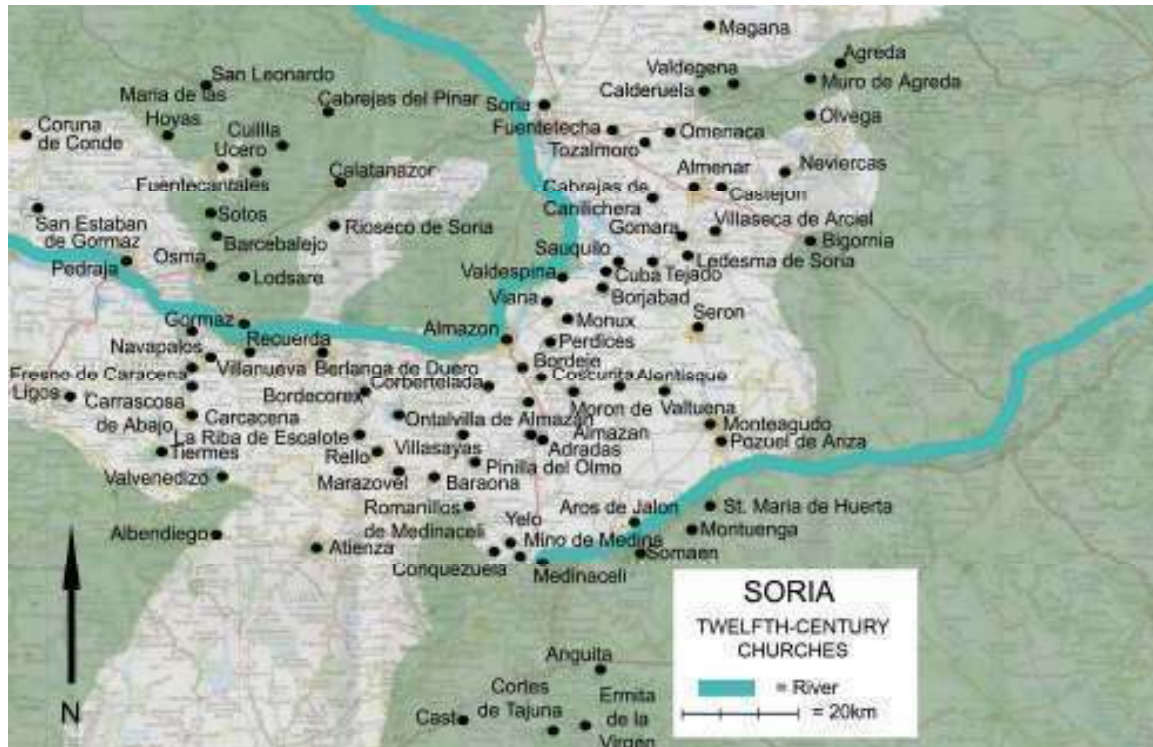 Magana
Agreda
Valdegena
Muro de Agreda
San Leonardo
Calderuela
Maria de las
Hoyas
Cabrejas del Pinar
Soria
Olvega
Coruna
de Conde
Cuillla
Fuentetecha
Omenaca
Ucero
Tozalmoro
Fuentecantales
Calatanazor
Almenar
Neviercas
Cabrejas de
Canilichera
Castejon
San Estaban
de Gormaz
Sotos
Rioseco de Soria
Villaseca de Arciel
Barcebalejo
Gomara
Bigornia
Pedraja
Osma
Sauquilo
Ledesma de Soria
Lodsare
Valdespina
Cuba
Tejado
Borjabad
Viana
Monux
Seron
Gormaz
Almazon
Perdices
Recuerda
Navapalos
Bordeje
Villanueva
Berlanga de Duero
Fresno de Caracena
Coscurita
Alentisque
Corbertelada
Ligos
Bordecorex
Carrascosa
de Abajo
Moron de
Almazan
Valtuena
Carcacena
Ontalvilla de Almazan
Monteagudo
La Riba de Escalote
Adradas
Pozuel de Ariza
Tiermes
Rello
Villasayas
Pinilla del Olmo
Valvenedizo
Marazovel
Baraona
Romanillos
de Medinaceli
Aros de Jalon
St. Maria de Huerta
Albendiego
Yelo
Montuenga
Atienza
Mino de Medina
Somaen
Conquezuela
Medinaceli
SORIA
TWELFTH-CENTURY
CHURCHES
= River
= 20km
N
Anguita
Cortes
de Tajuna
Ermita
de la
Virgen
Cast